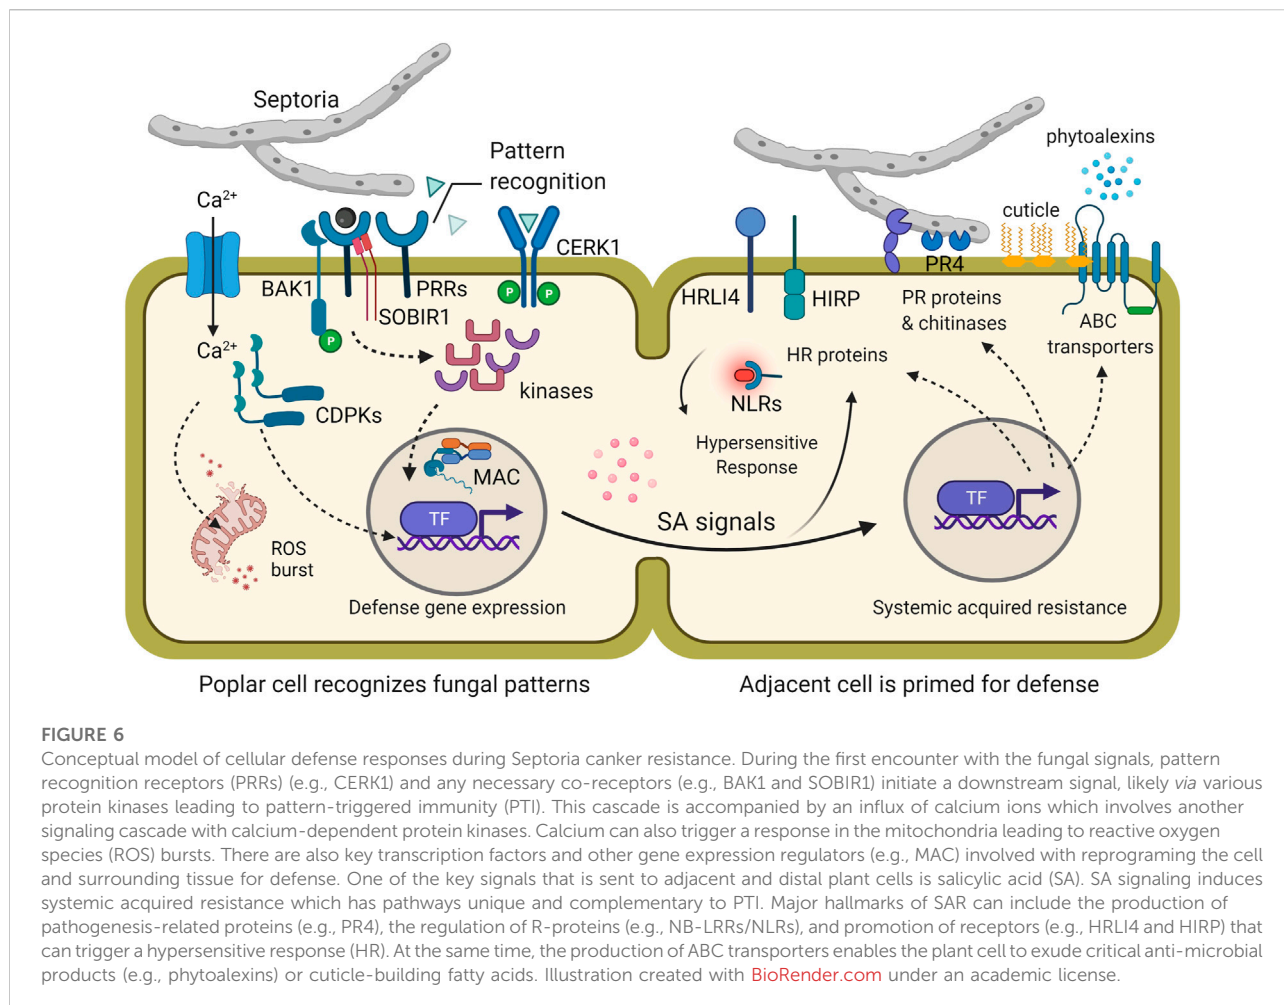 Septoria
Pattern
recognition
Ca2+
BAK1
SOBIR1
PRRs
CERK1
P
P
P
Ca2+
CDPKs
kinases
MAC
TF
ROS
burst
Defense gene expression
HRLI4
HIRP
PR4
cuticle
phytoalexins
PR proteins
& chitinases
ABC
transporters
HR proteins
NLRs
Hypersensitive
Response
SA signals
TF
Systemic acquired resistance
Poplar cell recognizes fungal patterns
Adjacent cell is primed for defense
FIGURE 6
Conceptual model of cellular defense responses during Septoria canker resistance. During the first encounter with the fungal signals, pattern
recognition receptors (PRRs) (e.g., CERK1) and any necessary co-receptors (e.g., BAK1 and SOBIR1) initiate a downstream signal, likely via various
protein kinases leading to pattern-triggered immunity (PTI). This cascade is accompanied by an influx of calcium ions which involves another
signaling cascade with calcium-dependent protein kinases. Calcium can also trigger a response in the mitochondria leading to reactive oxygen
species (ROS) bursts. There are also key transcription factors and other gene expression regulators (e.g., MAC) involved with reprograming the cell
and surrounding tissue for defense. One of the key signals that is sent to adjacent and distal plant cells is salicylic acid (SA). SA signaling induces
systemic acquired resistance which has pathways unique and complementary to PTI. Major hallmarks of SAR can include the production of
pathogenesis-related proteins (e.g., PR4), the regulation of R-proteins (e.g., NB-LRRs/NLRs), and promotion of receptors (e.g., HRLI4 and HIRP) that
can trigger a hypersensitive response (HR). At the same time, the production of ABC transporters enables the plant cell to exude critical anti-microbial
products (e.g., phytoalexins) or cuticle-building fatty acids. Illustration created with BioRender.com under an academic license.